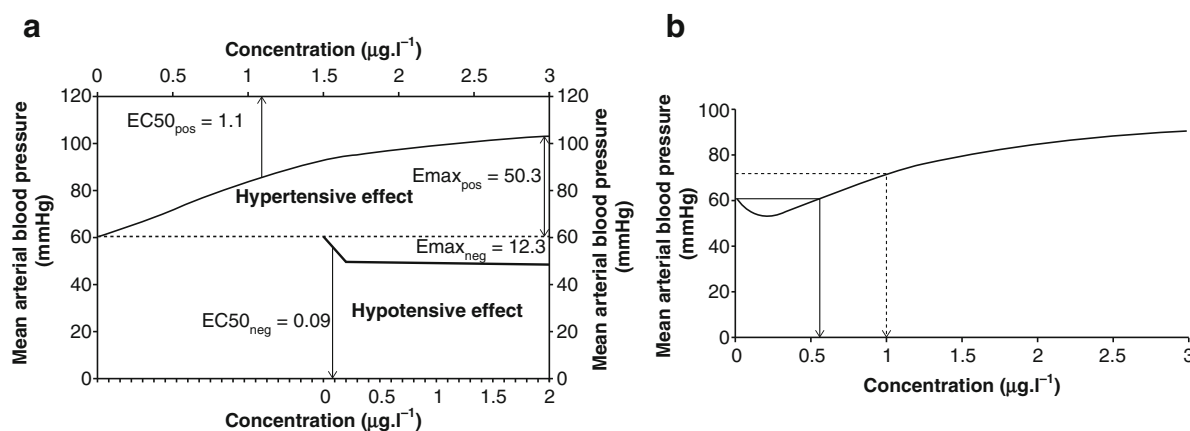 a
Concentration (μg.l⁻¹)
0 0.5 1 1.5 2 2.5 3
Mean arterial blood pressure
(mmHg)
120
100
80
60
40
20
0
EC50pos = 1.1
Hypertensive effect
Emaxpos = 50.3
Emaxneg = 12.3
Hypotensive effect
EC50neg = 0.09
120
100
80
60
40
20
0
Mean arterial blood pressure
(mmHg)
0 0.5 1 1.5 2
Concentration (μg.l⁻¹)
b
Mean arterial blood pressure
(mmHg)
100
80
60
40
20
0
0 0.5 1 1.5 2 2.5 3
Concentration (μg.l⁻¹)